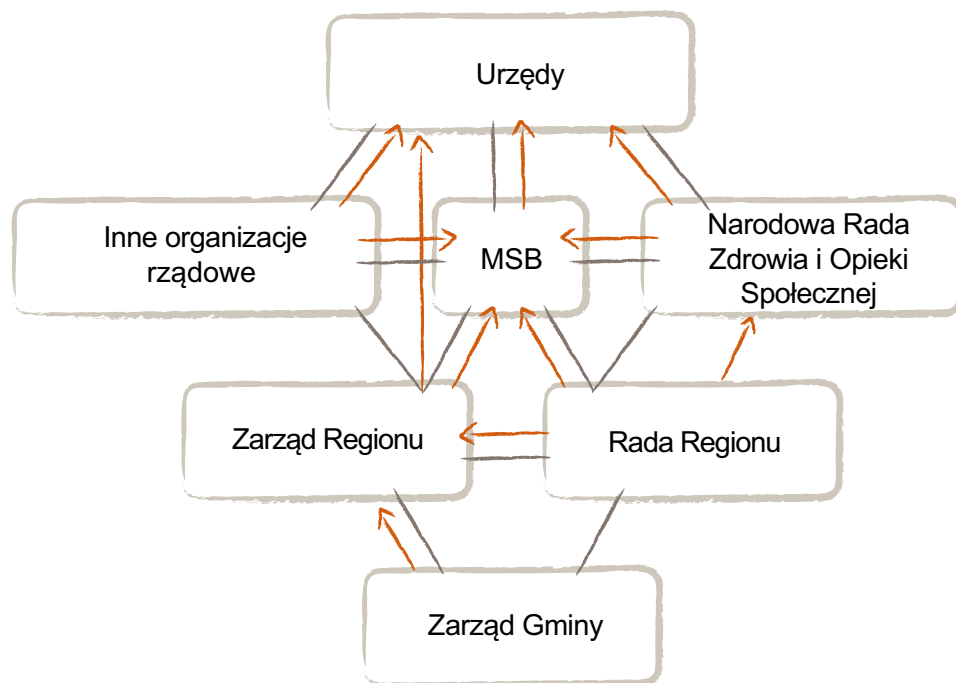 Urzędy
Inne organizacje
rządowe
MSB
Narodowa Rada
Zdrowia i Opieki
Społecznej
Zarząd Regionu
Rada Regionu
Zarząd Gminy